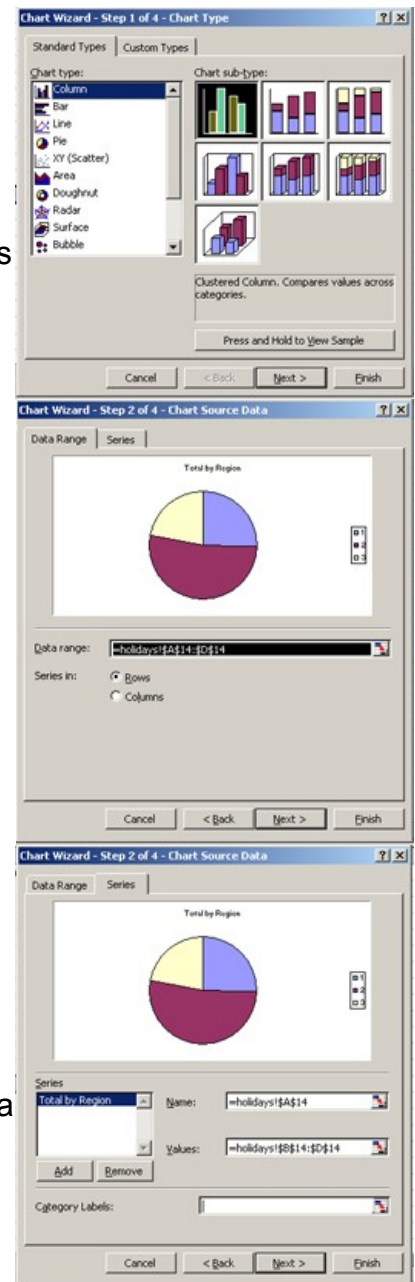 Chart Wizard - Step 1 of 4 - Chart Type
Standard Types Custom Types
Chart type: Chart sub-type:
Column
Bar
Line
Pie
XY (Scatter)
Area
Doughnut
Radar
Surface
Bubble
s
Clustered Column. Compares values across
categories.
Press and Hold to View Sample
Cancel < Back Next > Finish
Chart Wizard - Step 2 of 4 - Chart Source Data
Data Range Series
Total by Region
1
2
3
Data range: =holidays!$A$14:$D$14
Series in: Rows
Columns
Cancel < Back Next > Finish
Chart Wizard - Step 2 of 4 - Chart Source Data
Data Range Series
Total by Region
1
2
3
Series
Total by Region Name: =holidays!$A$14
a
Values: =holidays!$B$14:$D$14
Add Remove
Category Labels:
Cancel < Back Next > Finish